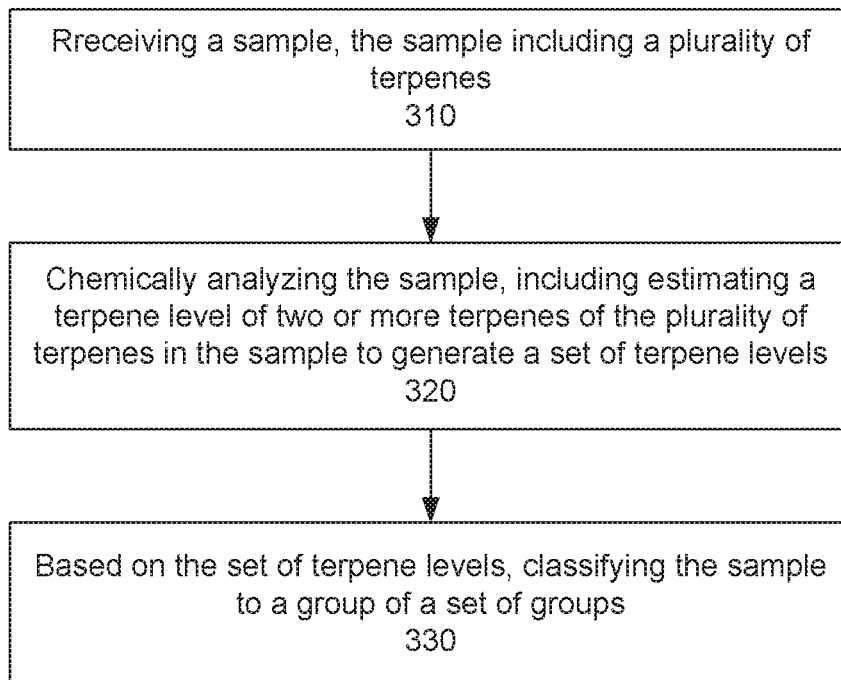 Rreceiving a sample, the sample including a plurality of
terpenes
310
Chemically analyzing the sample, including estimating a
terpene level of two or more terpenes of the plurality of
terpenes in the sample to generate a set of terpene levels
320
Based on the set of terpene levels, classifying the sample
to a group of a set of groups
330